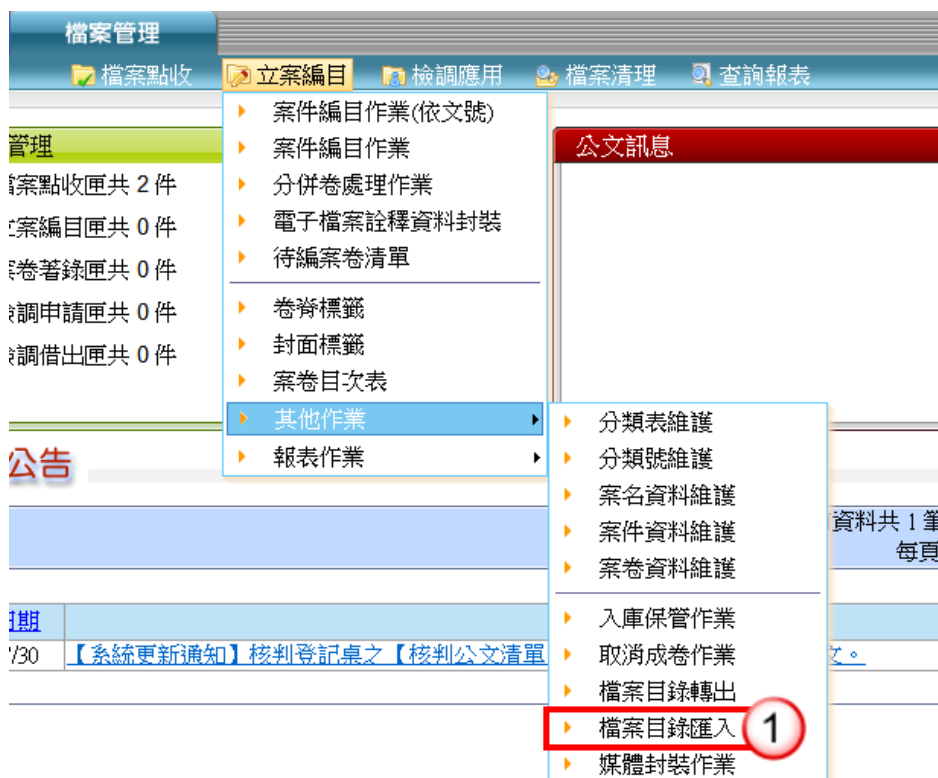 檔案管理
檔案點收 立案編目 檢調應用 檔案清理 查詢報表
案件編目作業(依文號)
案件編目作業
分併卷處理作業
電子檔案詮釋資料封裝
待編案卷清單
卷脊標籤
封面標籤
案卷目次表
其他作業
報表作業
管理
檔案點收匣共 2 件
立案編目匣共 0 件
案卷著錄匣共 0 件
檢調申請匣共 0 件
檢調借出匣共 0 件
公文訊息
分類表維護
分類號維護
案名資料維護
案件資料維護
案卷資料維護
入庫保管作業
取消成卷作業
檔案目錄轉出
檔案目錄匯入 1
媒體封裝作業
公告
資料共 1 筆
每頁
日期
7/30 【系統更新通知】核判登記桌之【核判公文清單
文。